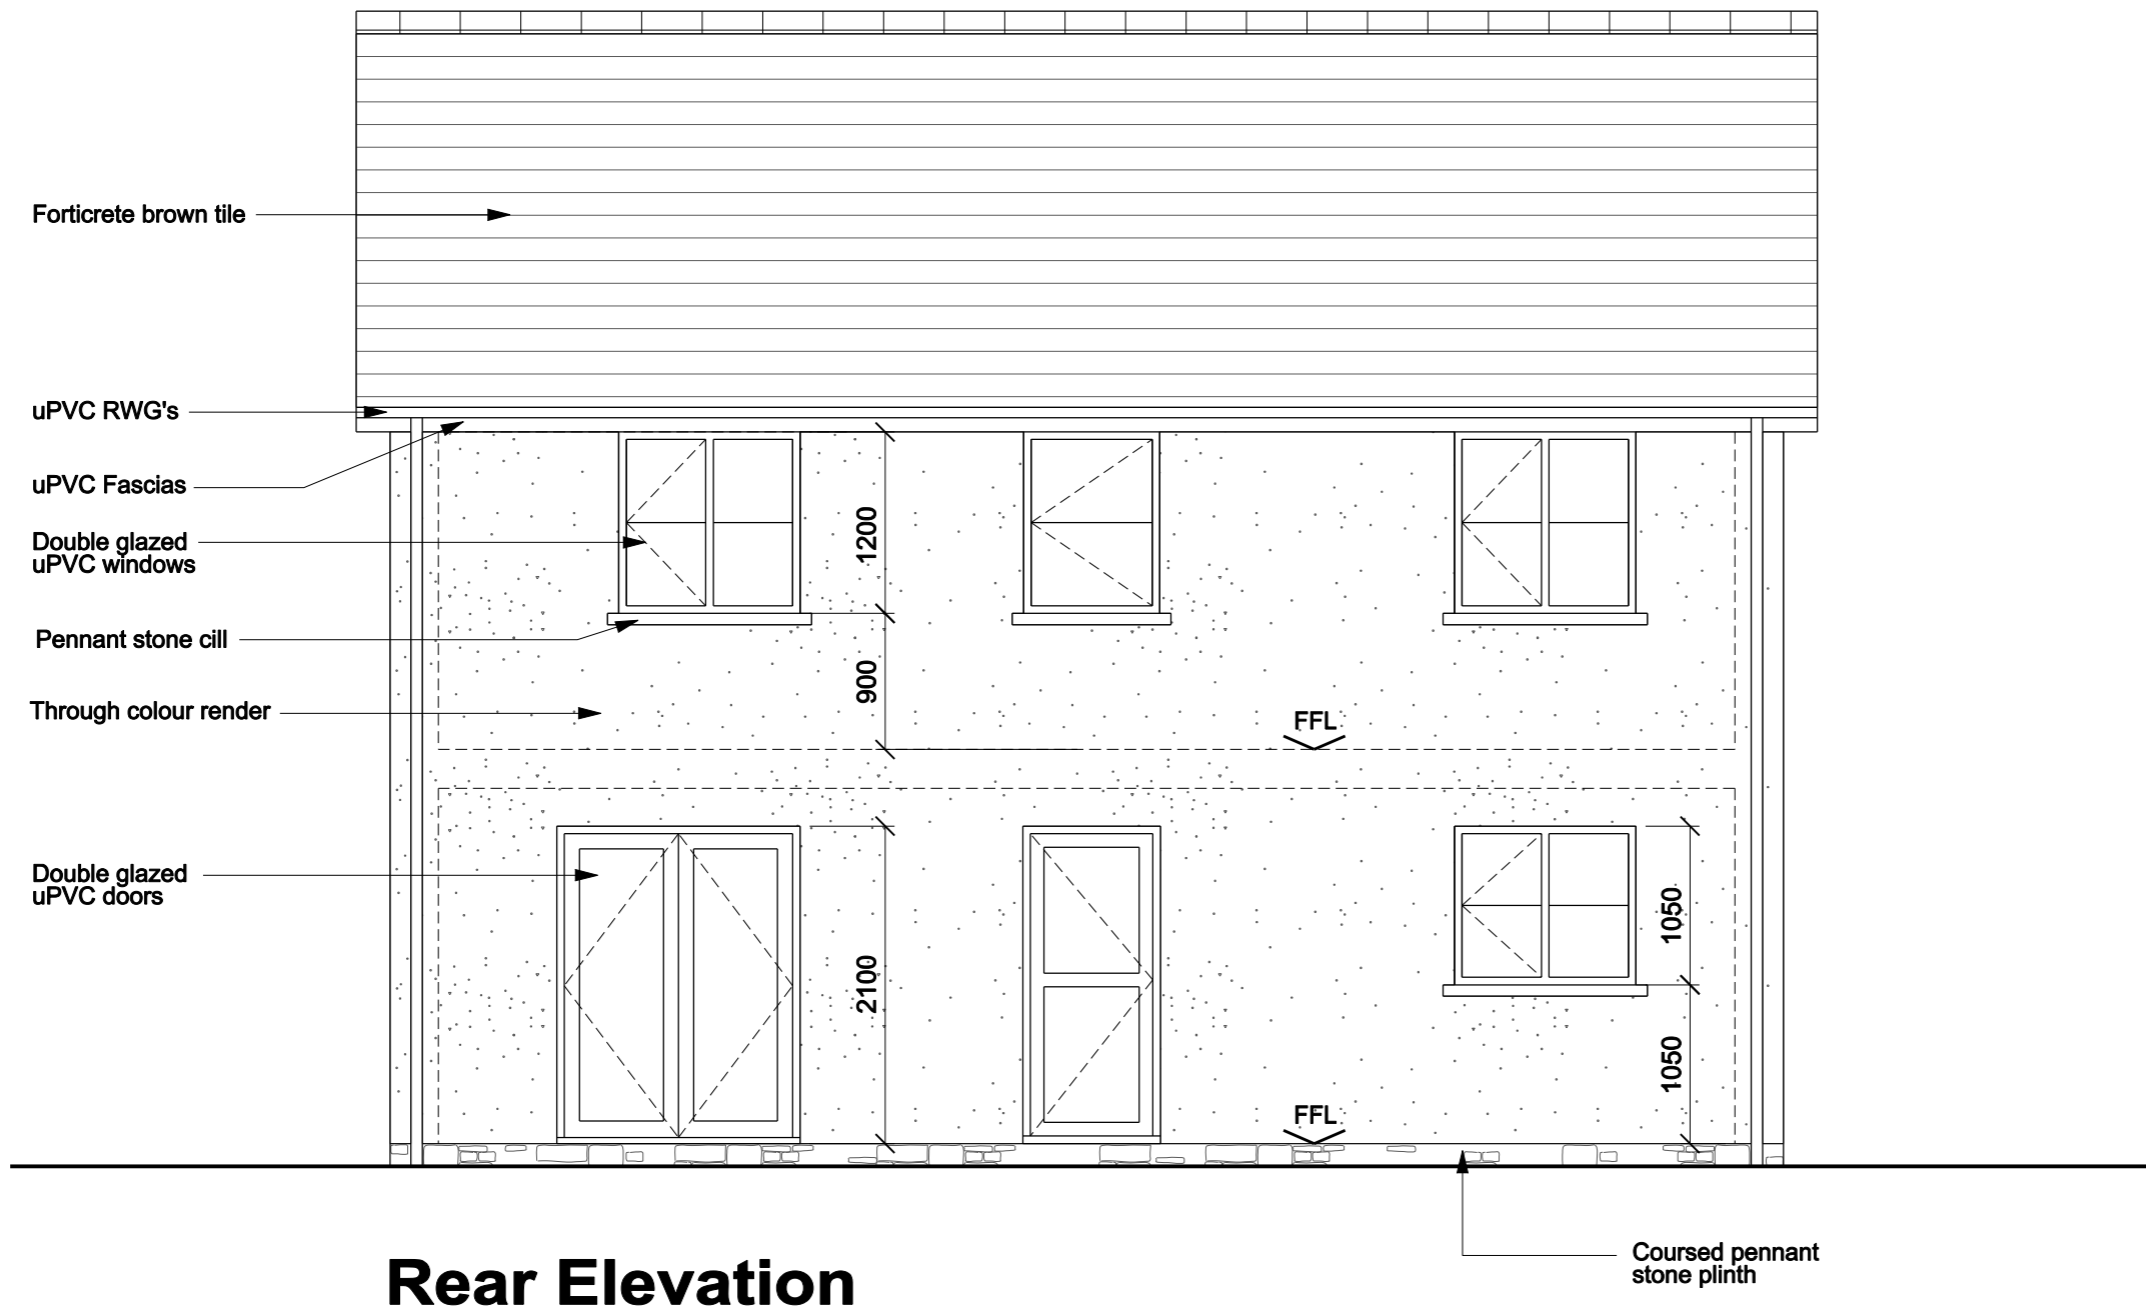 Forticrete brown tile
uPVC RWG's
uPVC Fascias
Double glazed
uPVC windows
1200
Pennant stone cill
900
Through colour render
FFL
Double glazed
uPVC doors
1050
2100
1050
FFL
Coursed pennant
stone plinth
Rear Elevation